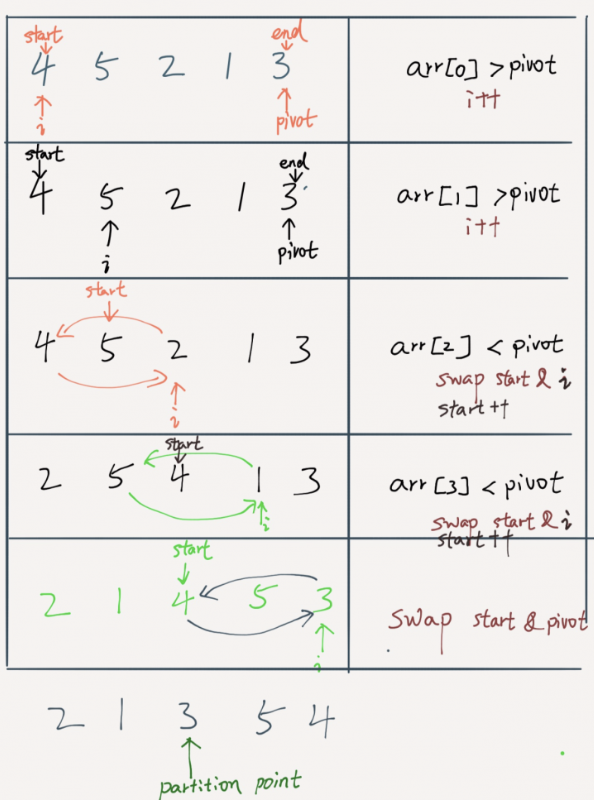 start end
4 5 2 1 3
i pivot
arr[0] > pivot
i++
start end
4 5 2 1 3
i pivot
arr[1] > pivot
i++
start
4 5 2 1 3
i
arr[2] < pivot
swap start & i
start ++
start
2 5 4 1 3
i
arr[3] < pivot
swap start & i
start ++
start
2 1 4 5 3
i
swap start & pivot
2 1 3 5 4
partition point